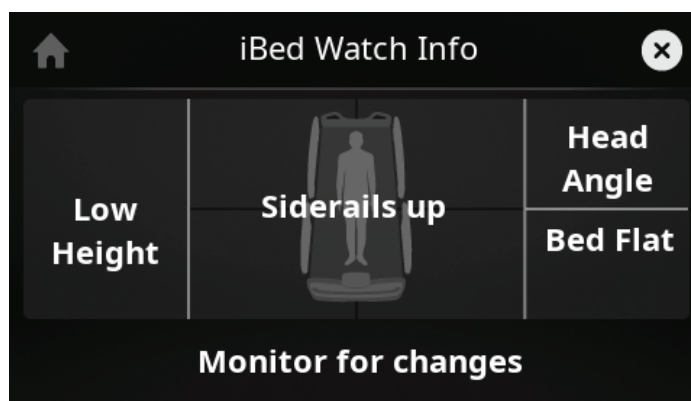 iBed Watch Info
Low
Height
Siderails up
Head
Angle
Bed Flat
Monitor for changes